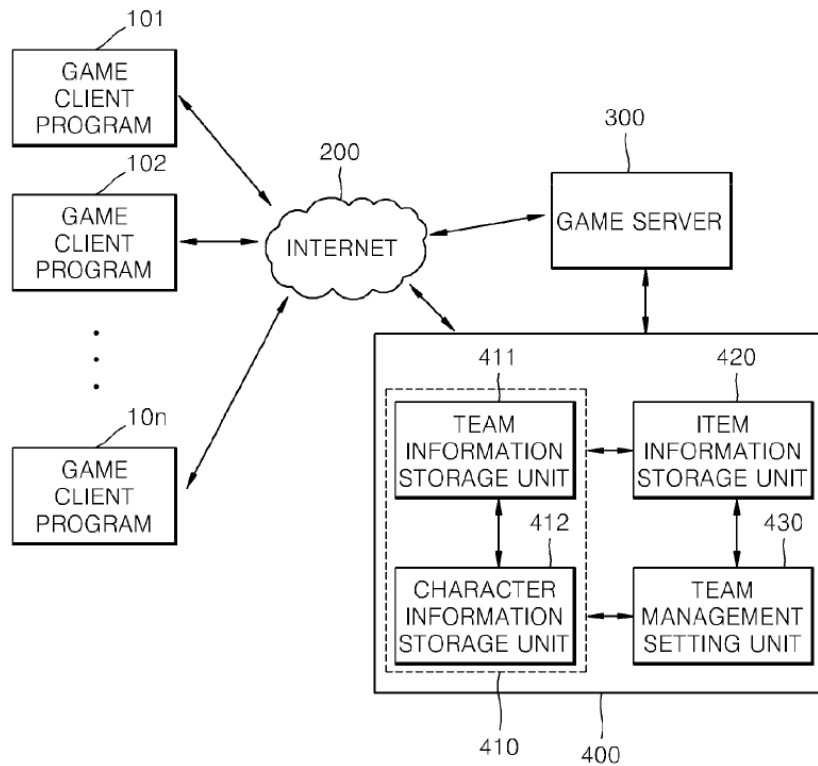 101
GAME
CLIENT
PROGRAM
102
GAME
CLIENT
PROGRAM
10n
GAME
CLIENT
PROGRAM
200
INTERNET
300
GAME SERVER
411
TEAM
INFORMATION
STORAGE UNIT
420
ITEM
INFORMATION
STORAGE UNIT
412
CHARACTER
INFORMATION
STORAGE UNIT
430
TEAM
MANAGEMENT
SETTING UNIT
410
400